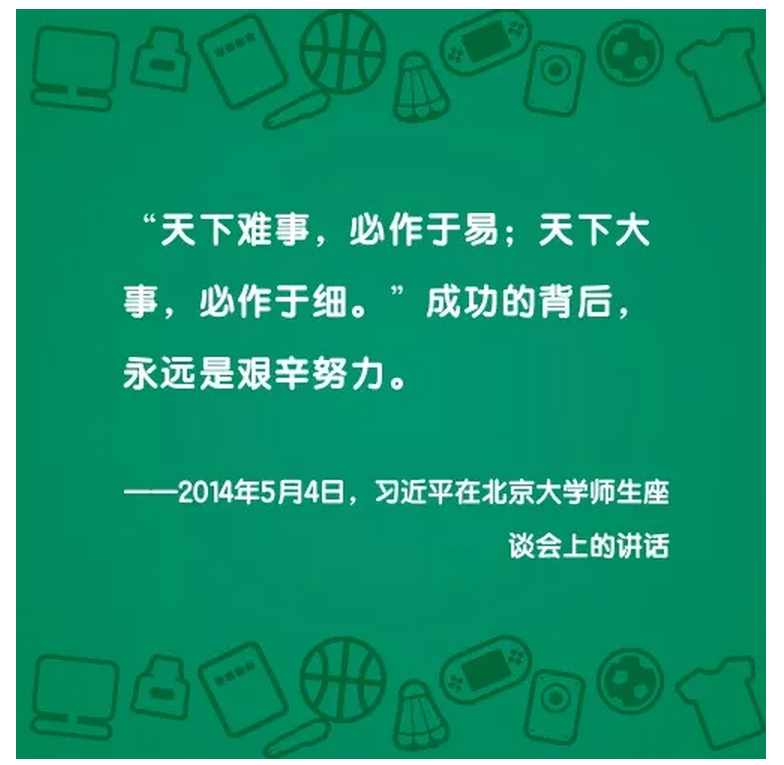 “天下难事，必作于易；天下大
事，必作于细。”成功的背后，
永远是艰辛努力。
——2014年5月4日，习近平在北京大学师生座
谈会上的讲话